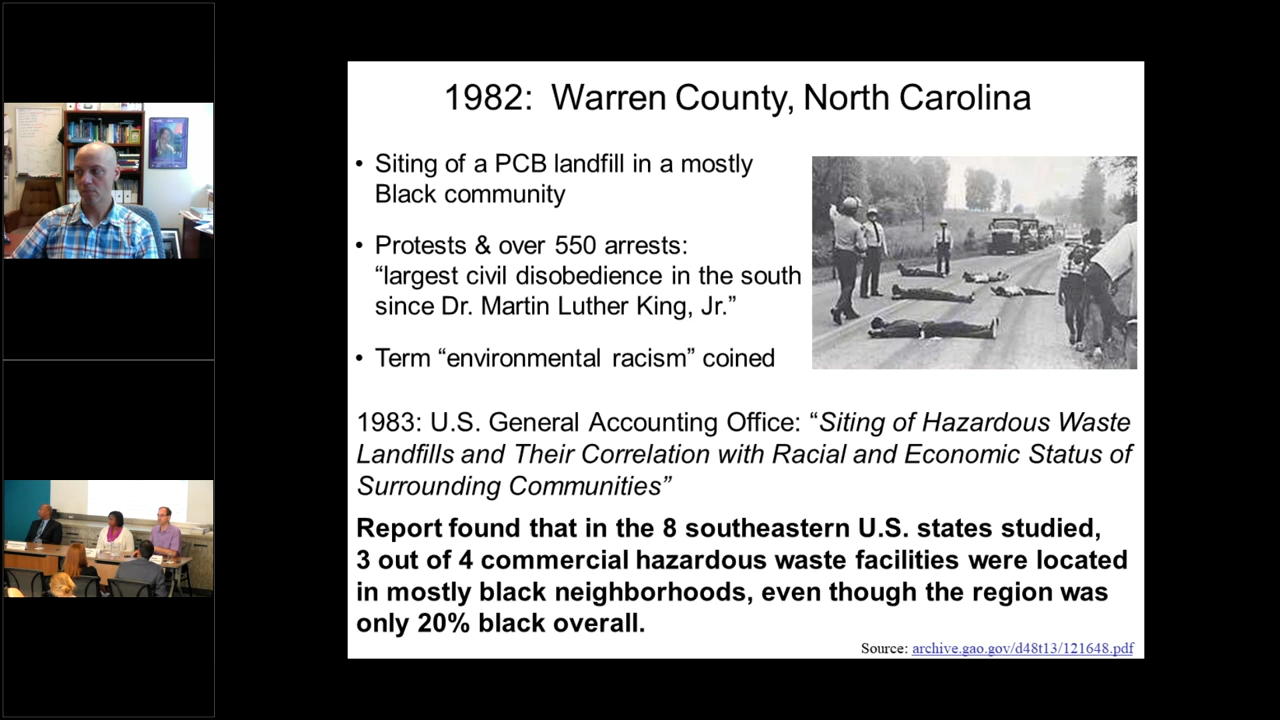 1982: Warren County, North Carolina
• Siting of a PCB landfill in a mostly
Black community
• Protests & over 550 arrests:
“largest civil disobedience in the south
since Dr. Martin Luther King, Jr.”
• Term “environmental racism” coined
1983: U.S. General Accounting Office: “Siting of Hazardous Waste
Landfills and Their Correlation with Racial and Economic Status of
Surrounding Communities”
Report found that in the 8 southeastern U.S. states studied,
3 out of 4 commercial hazardous waste facilities were located
in mostly black neighborhoods, even though the region was
only 20% black overall.
Source: archive.gao.gov/d48t13/121648.pdf